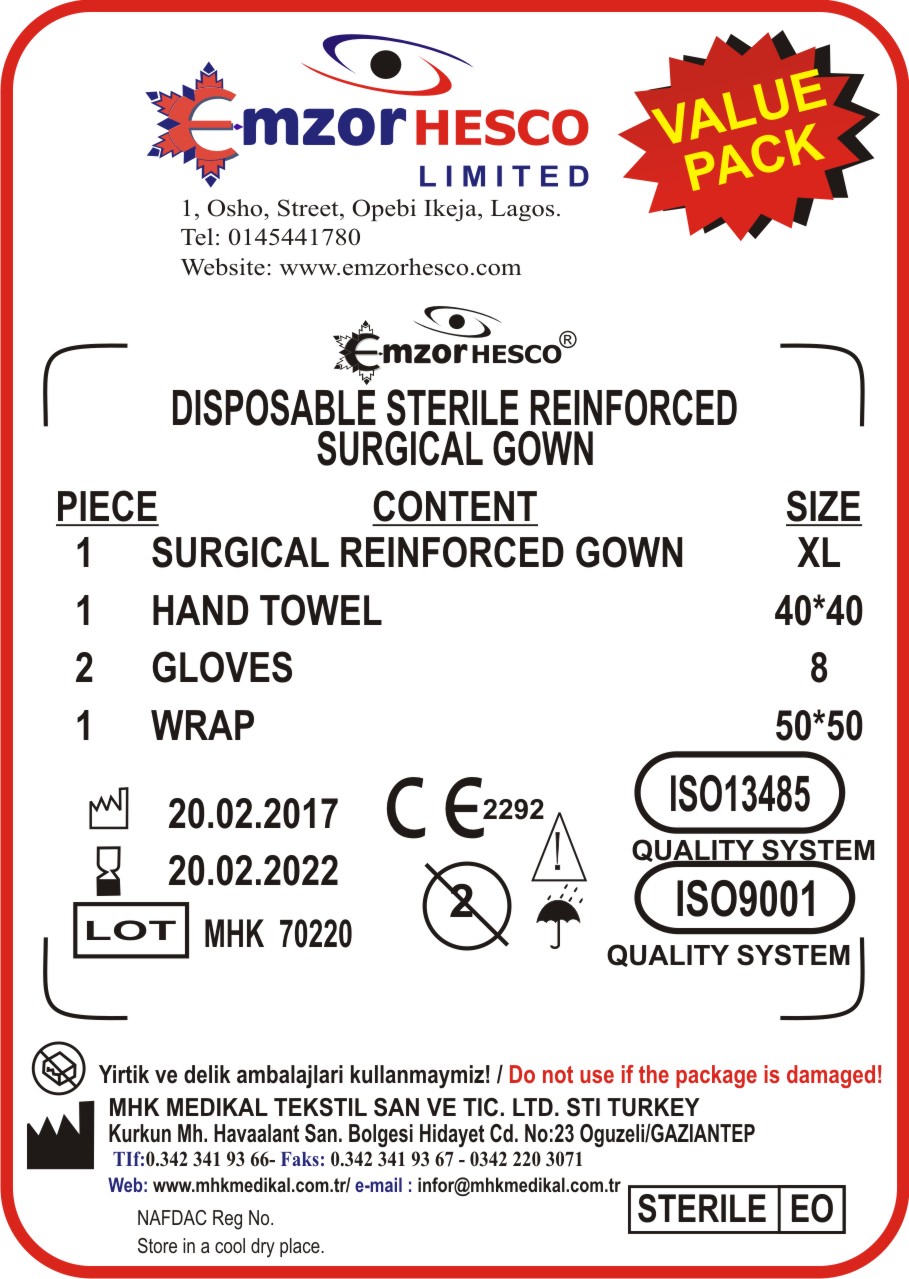 Emzor HESCO
LIMITED
VALUE
PACK
1, Osho, Street, Opebi Ikeja, Lagos.
Tel: 0145441780
Website: www.emzorhesco.com
Emzor HESCO®
DISPOSABLE STERILE REINFORCED
SURGICAL GOWN
PIECE CONTENT SIZE
1 SURGICAL REINFORCED GOWN XL
1 HAND TOWEL 40*40
2 GLOVES 8
1 WRAP 50*50
20.02.2017
20.02.2022
LOT MHK 70220
CE 2292
!
2
ISO13485
QUALITY SYSTEM
ISO9001
QUALITY SYSTEM
Yirtik ve delik ambalajlari kullanmaymiz! / Do not use if the package is damaged!
MHK MEDIKAL TEKSTIL SAN VE TIC. LTD. STI TURKEY
Kurkun Mh. Havaalant San. Bolgesi Hidayet Cd. No:23 Oguzeli/GAZIANTEP
TIf:0.342 341 93 66- Faks: 0.342 341 93 67 - 0342 220 3071
Web: www.mhkmedikal.com.tr/ e-mail : infor@mhkmedikal.com.tr
NAFDAC Reg No.
Store in a cool dry place.
STERILE EO